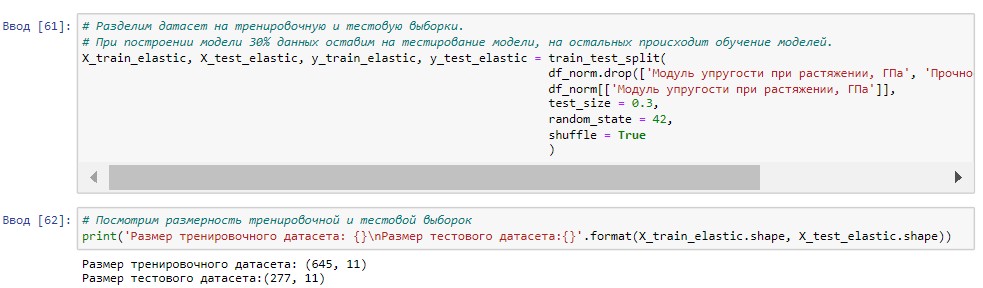 Ввод [61]:
# Разделим датасет на тренировочную и тестовую выборки.
# При построении модели 30% данных оставим на тестирование модели, на остальных происходит обучение моделей.
X_train_elastic, X_test_elastic, y_train_elastic, y_test_elastic = train_test_split(
df_norm.drop(['Модуль упругости при растяжении, ГПа', 'Прочно
df_norm[['Модуль упругости при растяжении, ГПа']],
test_size = 0.3,
random_state = 42,
shuffle = True
)
Ввод [62]:
# Посмотрим размерность тренировочной и тестовой выборок
print('Размер тренировочного датасета: {}\nРазмер тестового датасета:{}'.format(X_train_elastic.shape, X_test_elastic.shape))
Размер тренировочного датасета: (645, 11)
Размер тестового датасета:(277, 11)